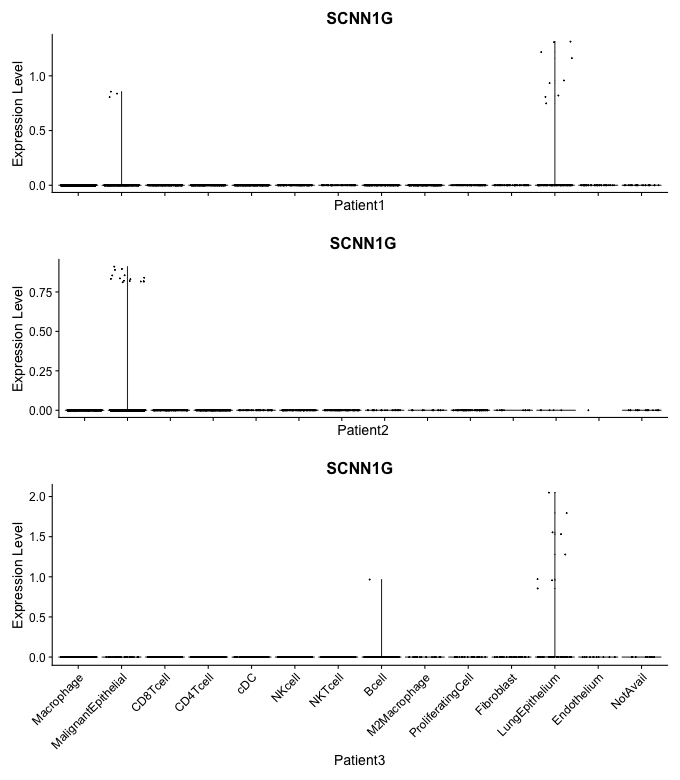 SCNN1G
Expression Level
1.0
0.5
0.0
Patient1
SCNN1G
Expression Level
0.75
0.50
0.25
0.00
Patient2
SCNN1G
Expression Level
2.0
1.5
1.0
0.5
0.0
Macrophage
MalignantEpithelial
CD8Tcell
CD4Tcell
cDC
NKcell
NKTcell
Bcell
M2Macrophage
ProliferatingCell
Fibroblast
LungEpithelium
Endothelium
NotAvail
Patient3